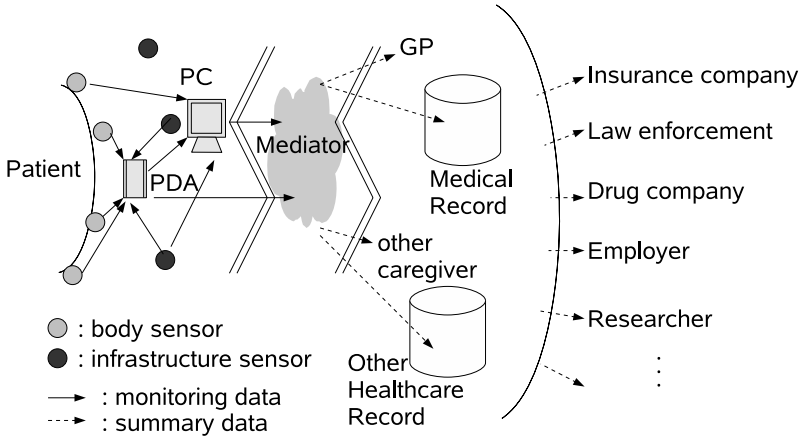 PC
Patient
PDA
Mediator
GP
Medical
Record
other
caregiver
Other
Healthcare
Record
Insurance company
Law enforcement
Drug company
Employer
Researcher
⋮
: body sensor
: infrastructure sensor
: monitoring data
: summary data